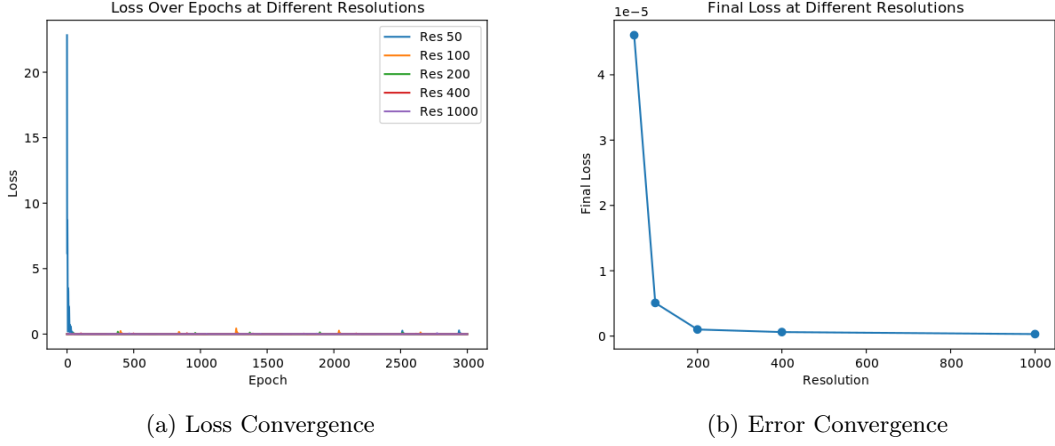 Loss Over Epochs at Different Resolutions
20
15
10
5
0
Loss
0 500 1000 1500 2000 2500 3000
Epoch
Res 50
Res 100
Res 200
Res 400
Res 1000
(a) Loss Convergence
Final Loss at Different Resolutions
1e−5
4
3
2
1
0
Final Loss
200 400 600 800 1000
Resolution
(b) Error Convergence